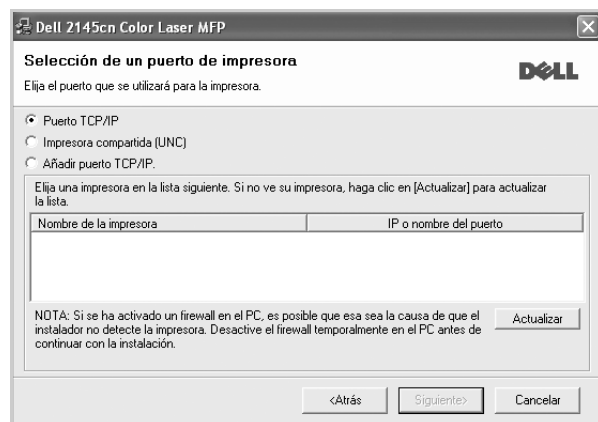 Dell 2145cn Color Laser MFP
Selección de un puerto de impresora
Elija el puerto que se utilizará para la impresora.
DELL
Puerto TCP/IP
Impresora compartida (UNC)
Añadir puerto TCP/IP.
Elija una impresora en la lista siguiente. Si no ve su impresora, haga clic en [Actualizar] para actualizar
la lista.
Nombre de la impresora IP o nombre del puerto
NOTA: Si se ha activado un firewall en el PC, es posible que esa sea la causa de que el
instalador no detecte la impresora. Desactive el firewall temporalmente en el PC antes de
continuar con la instalación.
Actualizar
<Atrás Siguiente> Cancelar